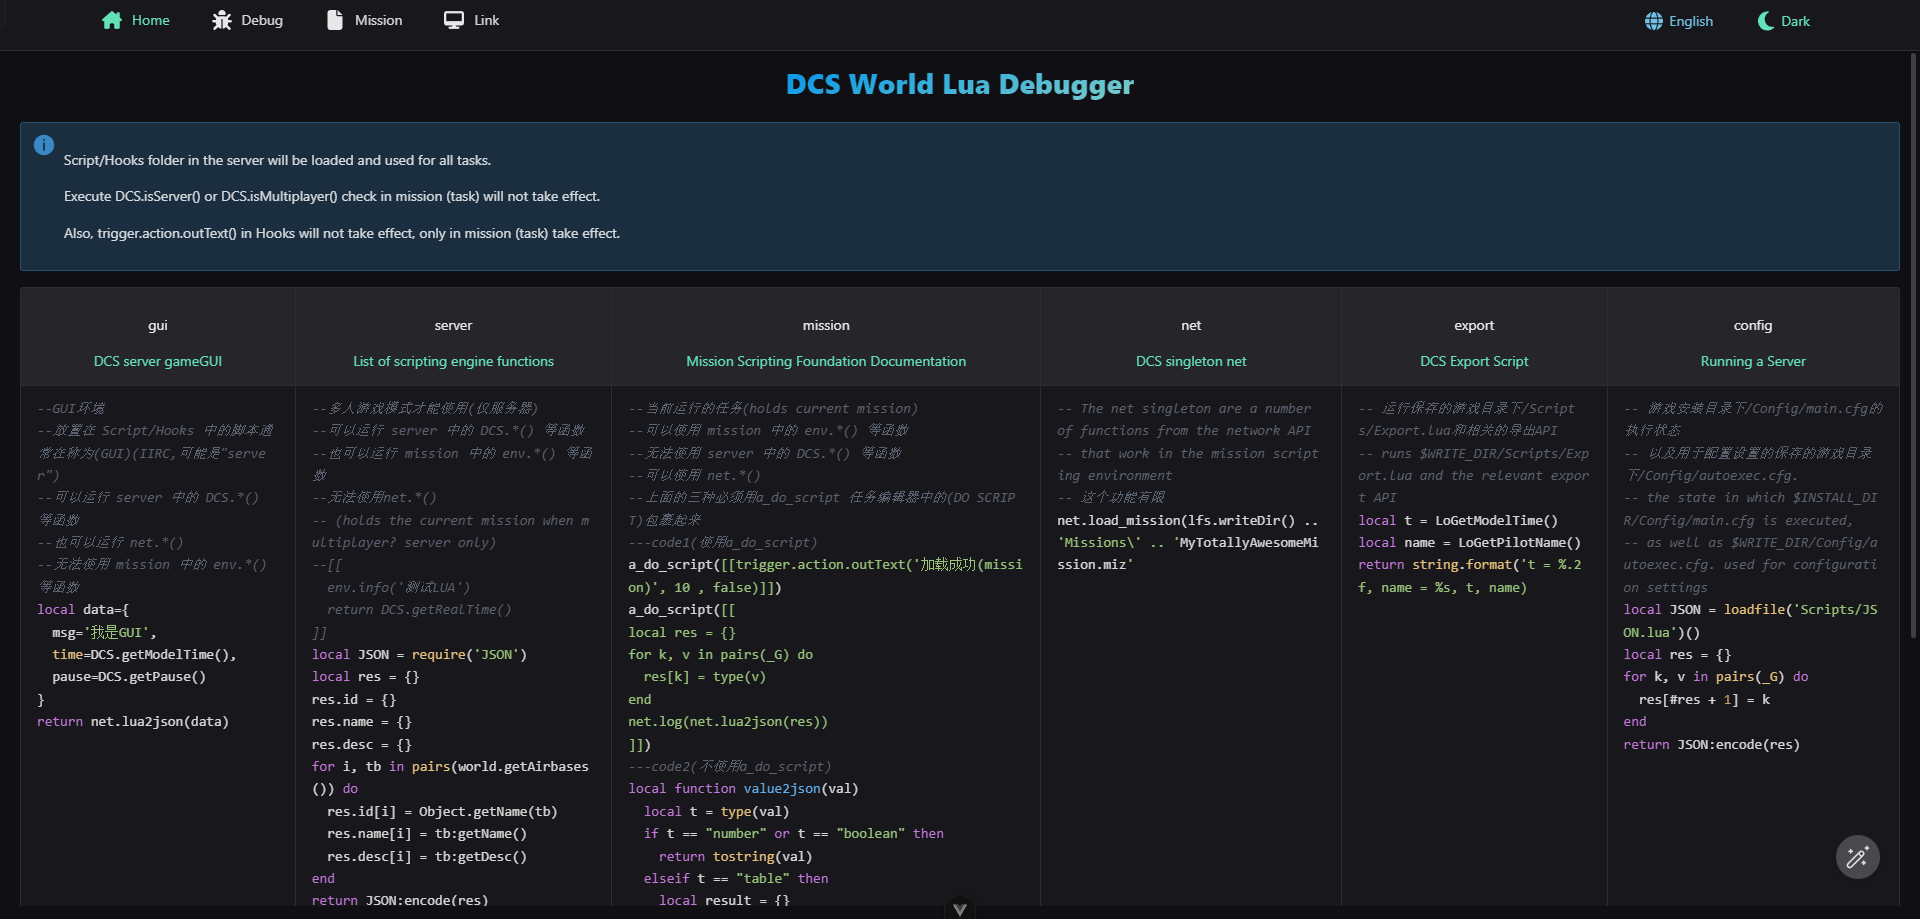 Home
Debug
Mission
Link
English
Dark
DCS World Lua Debugger
Script/Hooks folder in the server will be loaded and used for all tasks.
Execute DCS.isServer() or DCS.isMultiplayer() check in mission (task) will not take effect.
Also, trigger.action.outText() in Hooks will not take effect, only in mission (task) take effect.
gui
DCS server gameGUI
server
List of scripting engine functions
mission
Mission Scripting Foundation Documentation
net
DCS singleton net
export
DCS Export Script
config
Running a Server
--GUI环境
--放置在 Script/Hooks 中的脚本通
常在称为(GUI)(IIRC,可能是"serve
r")
--可以运行 server 中的 DCS.*()
等函数
--也可以运行 net.*()
--无法使用 mission 中的 env.*()
等函数
local data={
  msg='我是GUI',
  time=DCS.getModelTime(),
  pause=DCS.getPause()
}
return net.lua2json(data)
--多人游戏模式才能使用(仅服务器)
--可以运行 server 中的 DCS.*() 等函数
--也可以运行 mission 中的 env.*() 等函
数
--无法使用net.*()
-- (holds the current mission when m
ultiplayer? server only)
--[[
  env.info('测试LUA')
  return DCS.getRealTime()
]]
local JSON = require('JSON')
local res = {}
res.id = {}
res.name = {}
res.desc = {}
for i, tb in pairs(world.getAirbases
()) do
  res.id[i] = Object.getName(tb)
  res.name[i] = tb:getName()
  res.desc[i] = tb:getDesc()
end
return JSON:encode(res)
--当前运行的任务(holds current mission)
--可以使用 mission 中的 env.*() 等函数
--无法使用 server 中的 DCS.*() 等函数
--可以使用 net.*()
--上面的三种必须用a_do_script 任务编辑器中的(DO SCRIP
T)包裹起来
---code1(使用a_do_script)
a_do_script([[trigger.action.outText('加载成功(missi
on)', 10 , false)]])
a_do_script([[
local res = {}
for k, v in pairs(_G) do
  res[k] = type(v)
end
net.log(net.lua2json(res))
]])
---code2(不使用a_do_script)
local function value2json(val)
  local t = type(val)
  if t == "number" or t == "boolean" then
    return tostring(val)
  elseif t == "table" then
    local result = {}
-- The net singleton are a number
of functions from the network API
-- that work in the mission script
ing environment
-- 这个功能有限
net.load_mission(lfs.writeDir() ..
'Missions\' .. 'MyTotallyAwesomeMi
ssion.miz'
-- 运行保存的游戏目录下/Script
s/Export.lua和相关的导出API
-- runs $WRITE_DIR/Scripts/Exp
ort.lua and the relevant expor
t API
local t = LoGetModelTime()
local name = LoGetPilotName()
return string.format('t = %.2
f, name = %s, t, name)
-- 游戏安装目录下/Config/main.cfg的
执行状态
-- 以及用于配置设置的保存的游戏目录
下/Config/autoexec.cfg.
-- the state in which $INSTALL_DI
R/Config/main.cfg is executed,
-- as well as $WRITE_DIR/Config/a
utoexec.cfg. used for configurati
on settings
local JSON = loadfile('Scripts/JS
ON.lua')()
local res = {}
for k, v in pairs(_G) do
  res[#res + 1] = k
end
return JSON:encode(res)